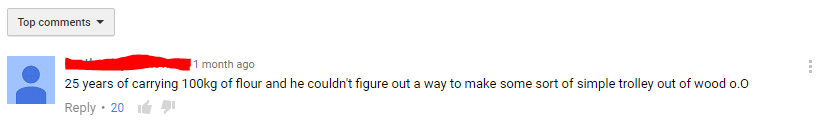 Top comments
1 month ago
25 years of carrying 100kg of flour and he couldn't figure out a way to make some sort of simple trolley out of wood o.O
Reply • 20